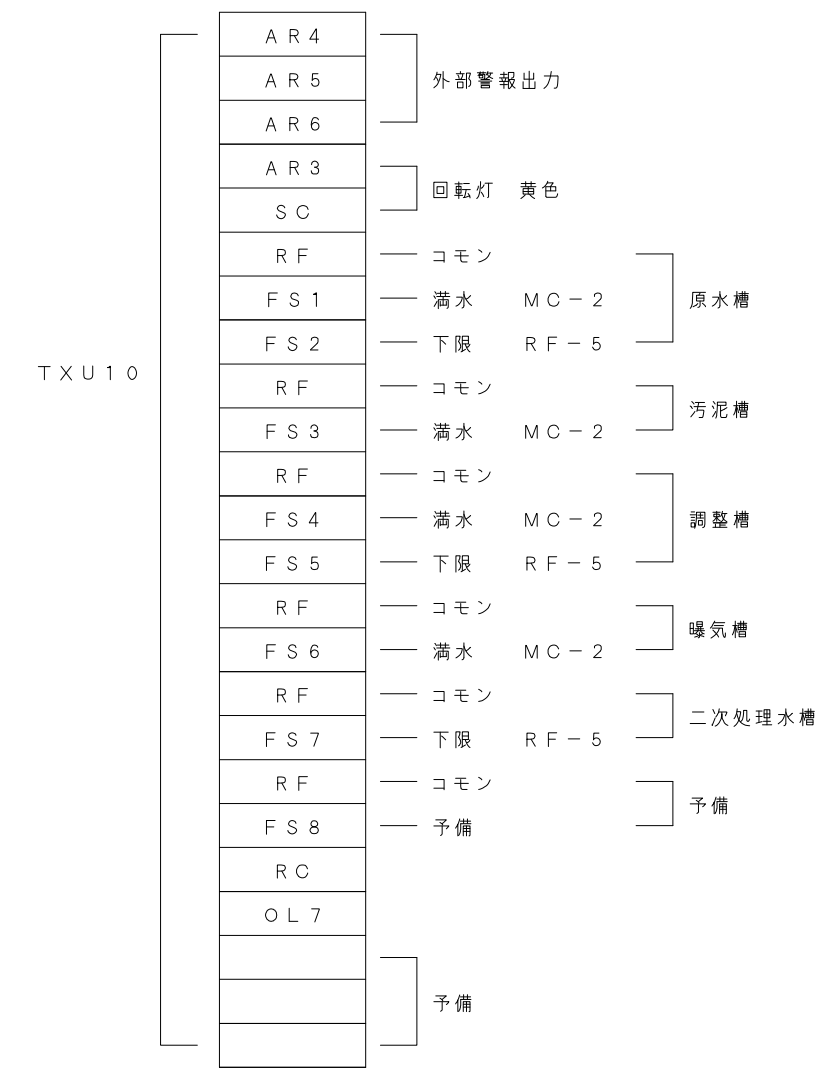 AR4
AR5
外部警報出力
AR6
AR3
回転灯 黄色
SC
RF コモン
FS1 満水 MC-2 原水槽
FS2 下限 RF-5
TXU10
RF コモン
汚泥槽
FS3 満水 MC-2
RF コモン
FS4 満水 MC-2 調整槽
FS5 下限 RF-5
RF コモン
曝気槽
FS6 満水 MC-2
RF コモン
二次処理水槽
FS7 下限 RF-5
RF コモン
予備
FS8 予備
RC
OL7
予備